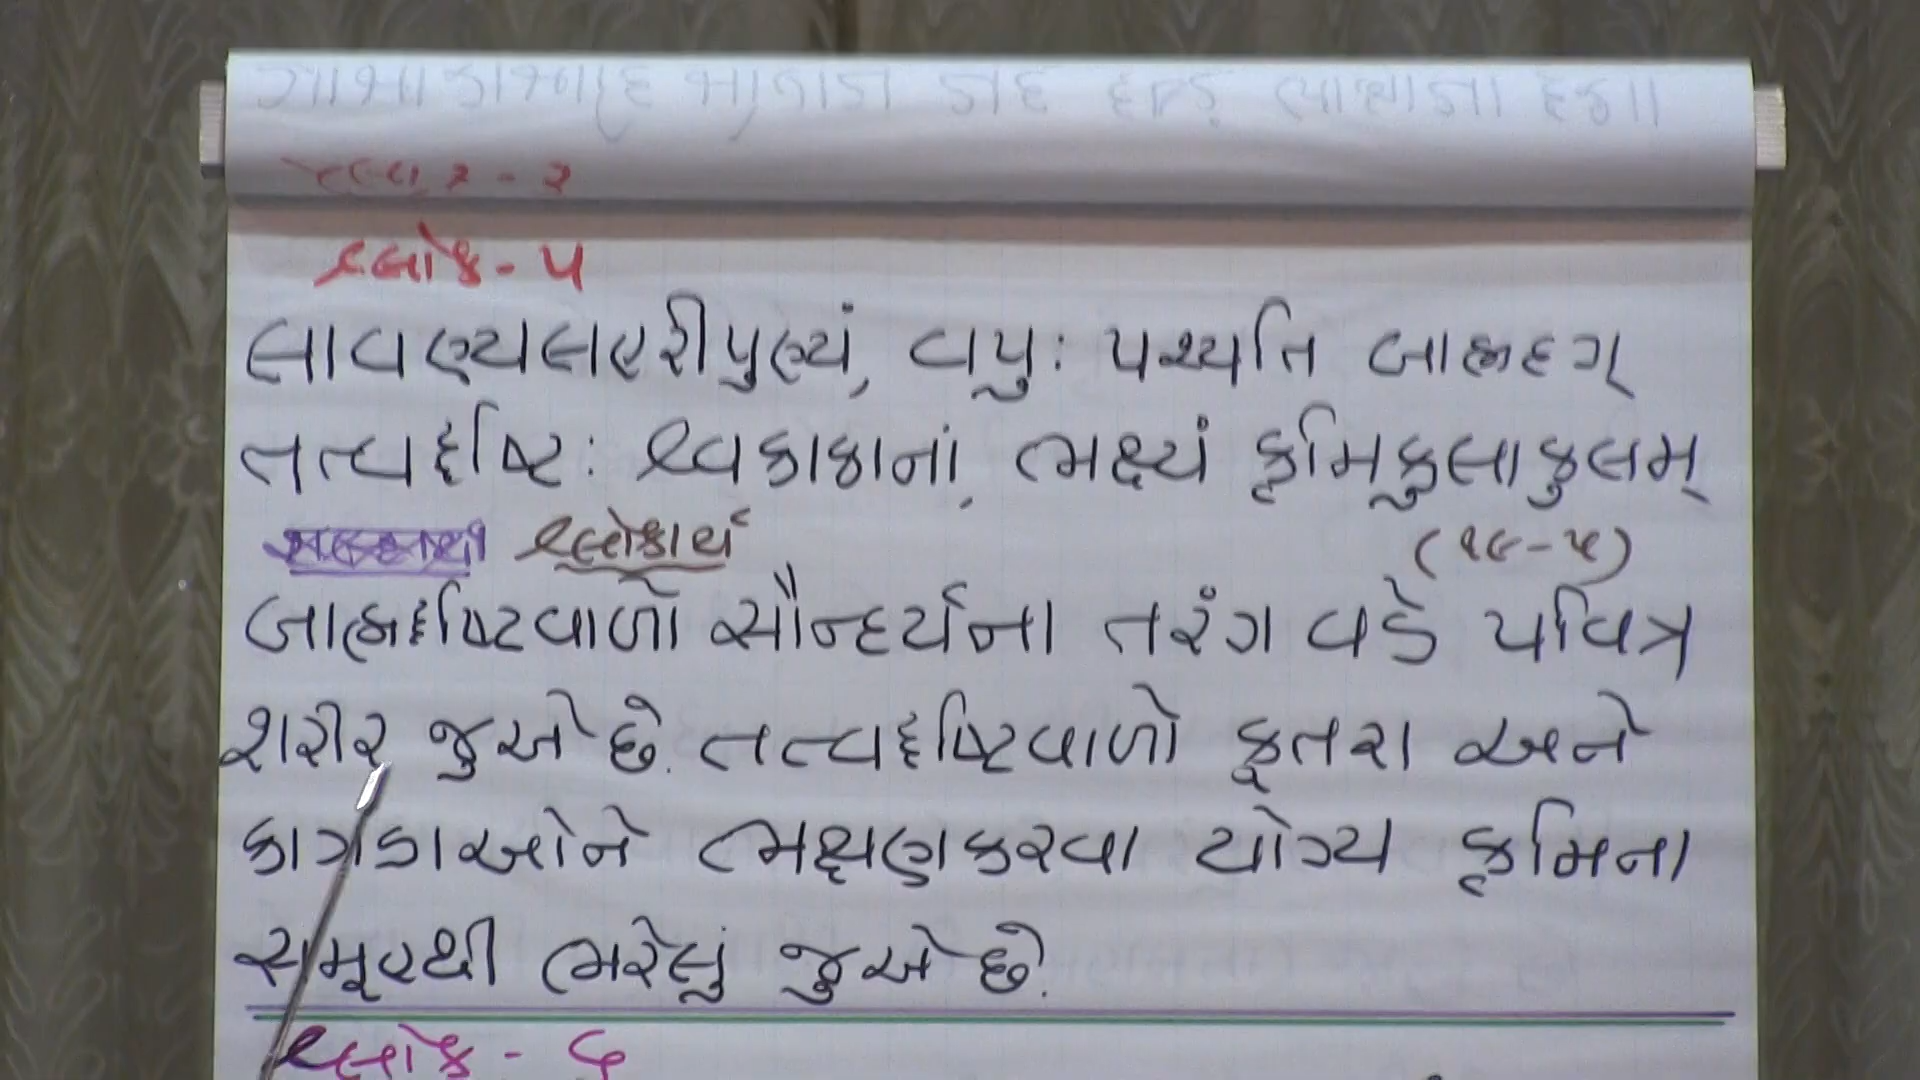 શ્લોક - ૫
લાવણ્યલહરીપુણ્યં, વપુઃ પશ્યતિ બાહ્યદગ્
તત્ત્વદૃષ્ટિઃ શ્વકાકાનાં, ભક્ષ્યં કૃમિકુલાકુલમ્
શ્લોકાર્થ (૧૯-૫)
બાહ્યદૃષ્ટિવાળો સૌન્દર્યના તરંગ વડે પવિત્ર
શરીર જુએ છે. તત્ત્વદૃષ્ટિવાળો કૂતરા અને
કાગડાઓને ભક્ષણ કરવા યોગ્ય કૃમિના
સમૂહથી ભરેલું જુએ છે.
શ્લોક - ૬